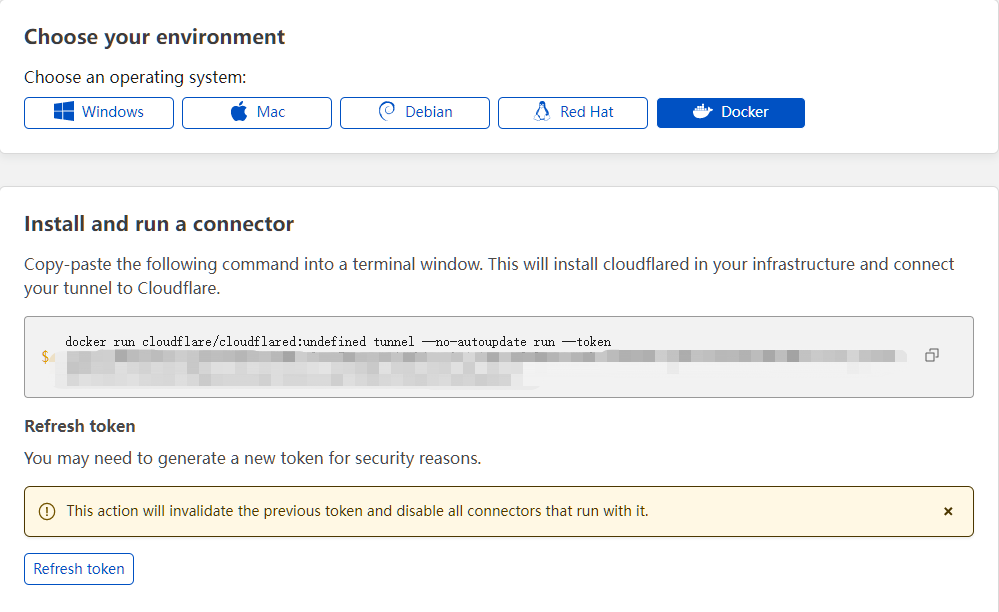 Choose your environment
Choose an operating system:
Windows
Mac
Debian
Red Hat
Docker
Install and run a connector
Copy-paste the following command into a terminal window. This will install cloudflared in your infrastructure and connect
your tunnel to Cloudflare.
docker run cloudflare/cloudflared:undefined tunnel --no-autoupdate run --token
$
Refresh token
You may need to generate a new token for security reasons.
This action will invalidate the previous token and disable all connectors that run with it.
Refresh token